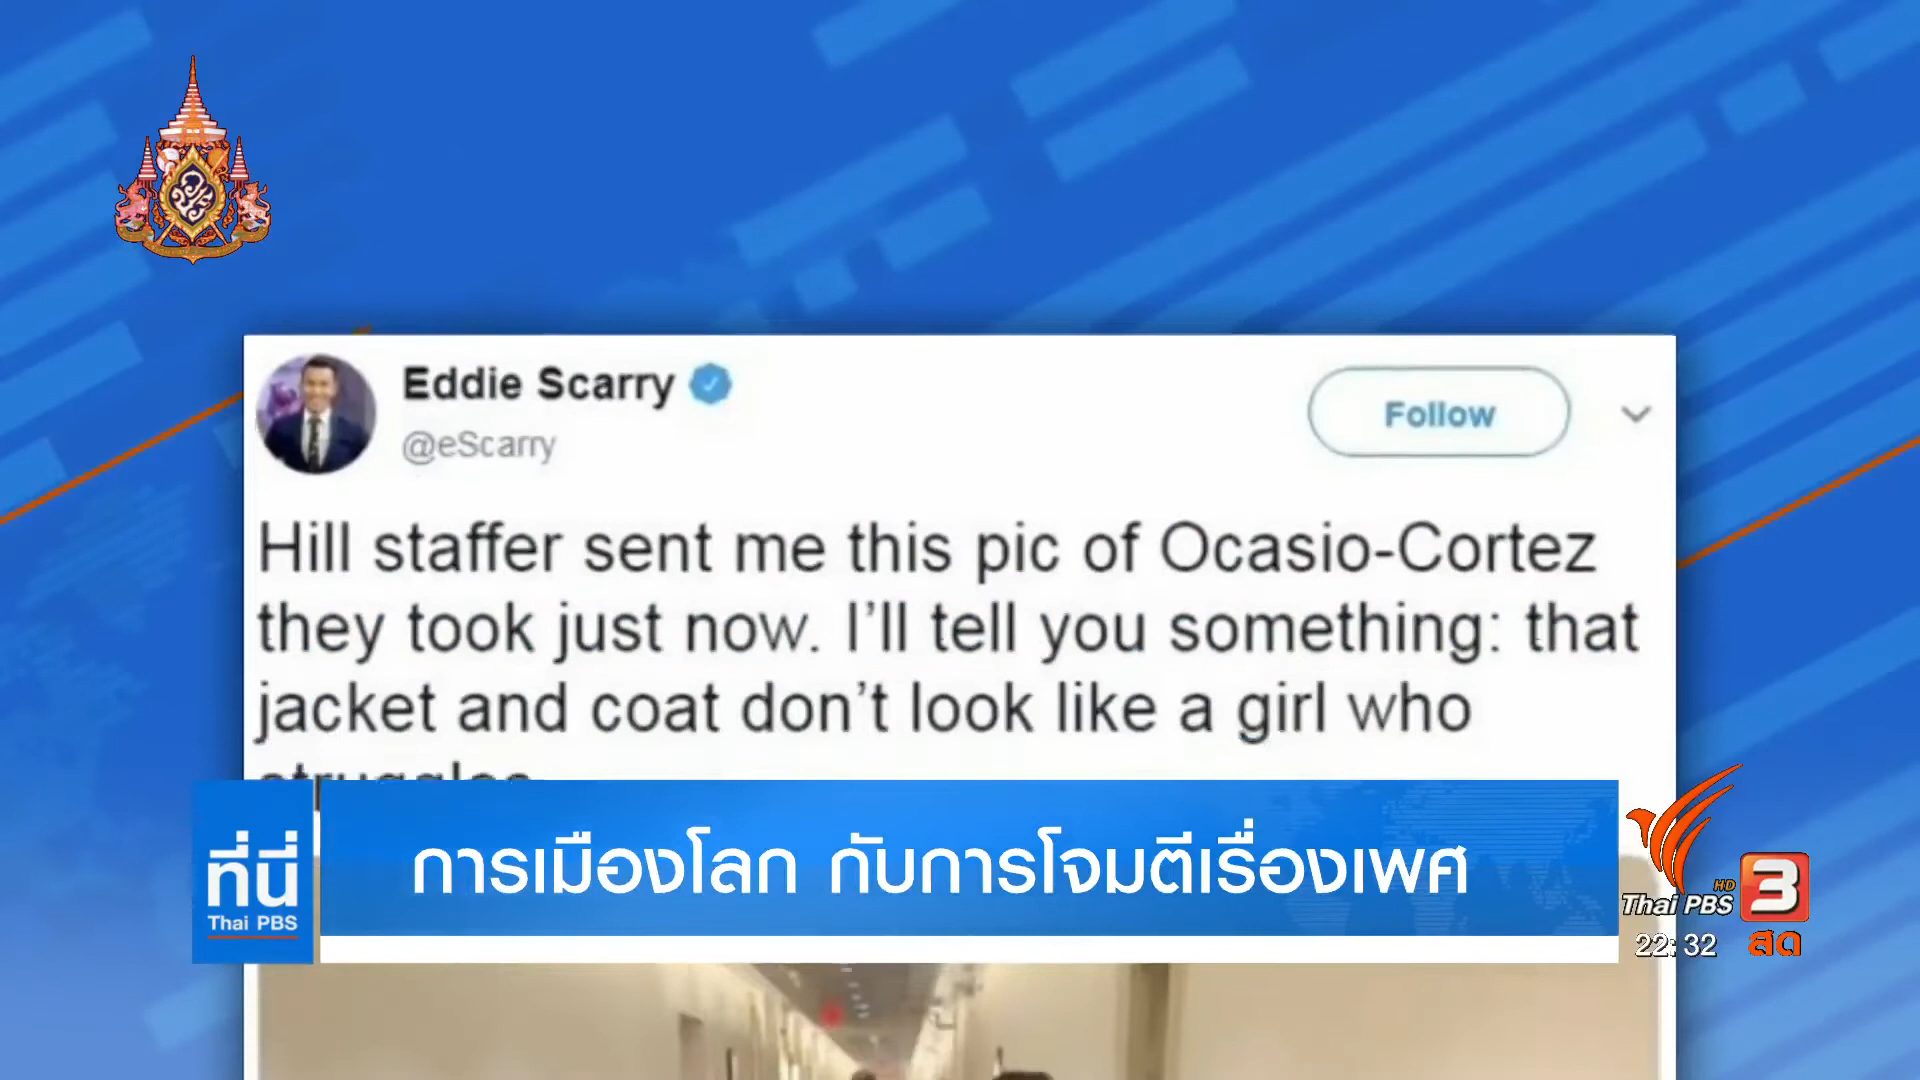 Eddie Scarry
@eScarry
Follow
Hill staffer sent me this pic of Ocasio-Cortez
they took just now. I’ll tell you something: that
jacket and coat don’t look like a girl who
struggles.
ที่นี่
Thai PBS
การเมืองโลก กับการโจมตีเรื่องเพศ
HD
Thai PBS 3
22:32 สด